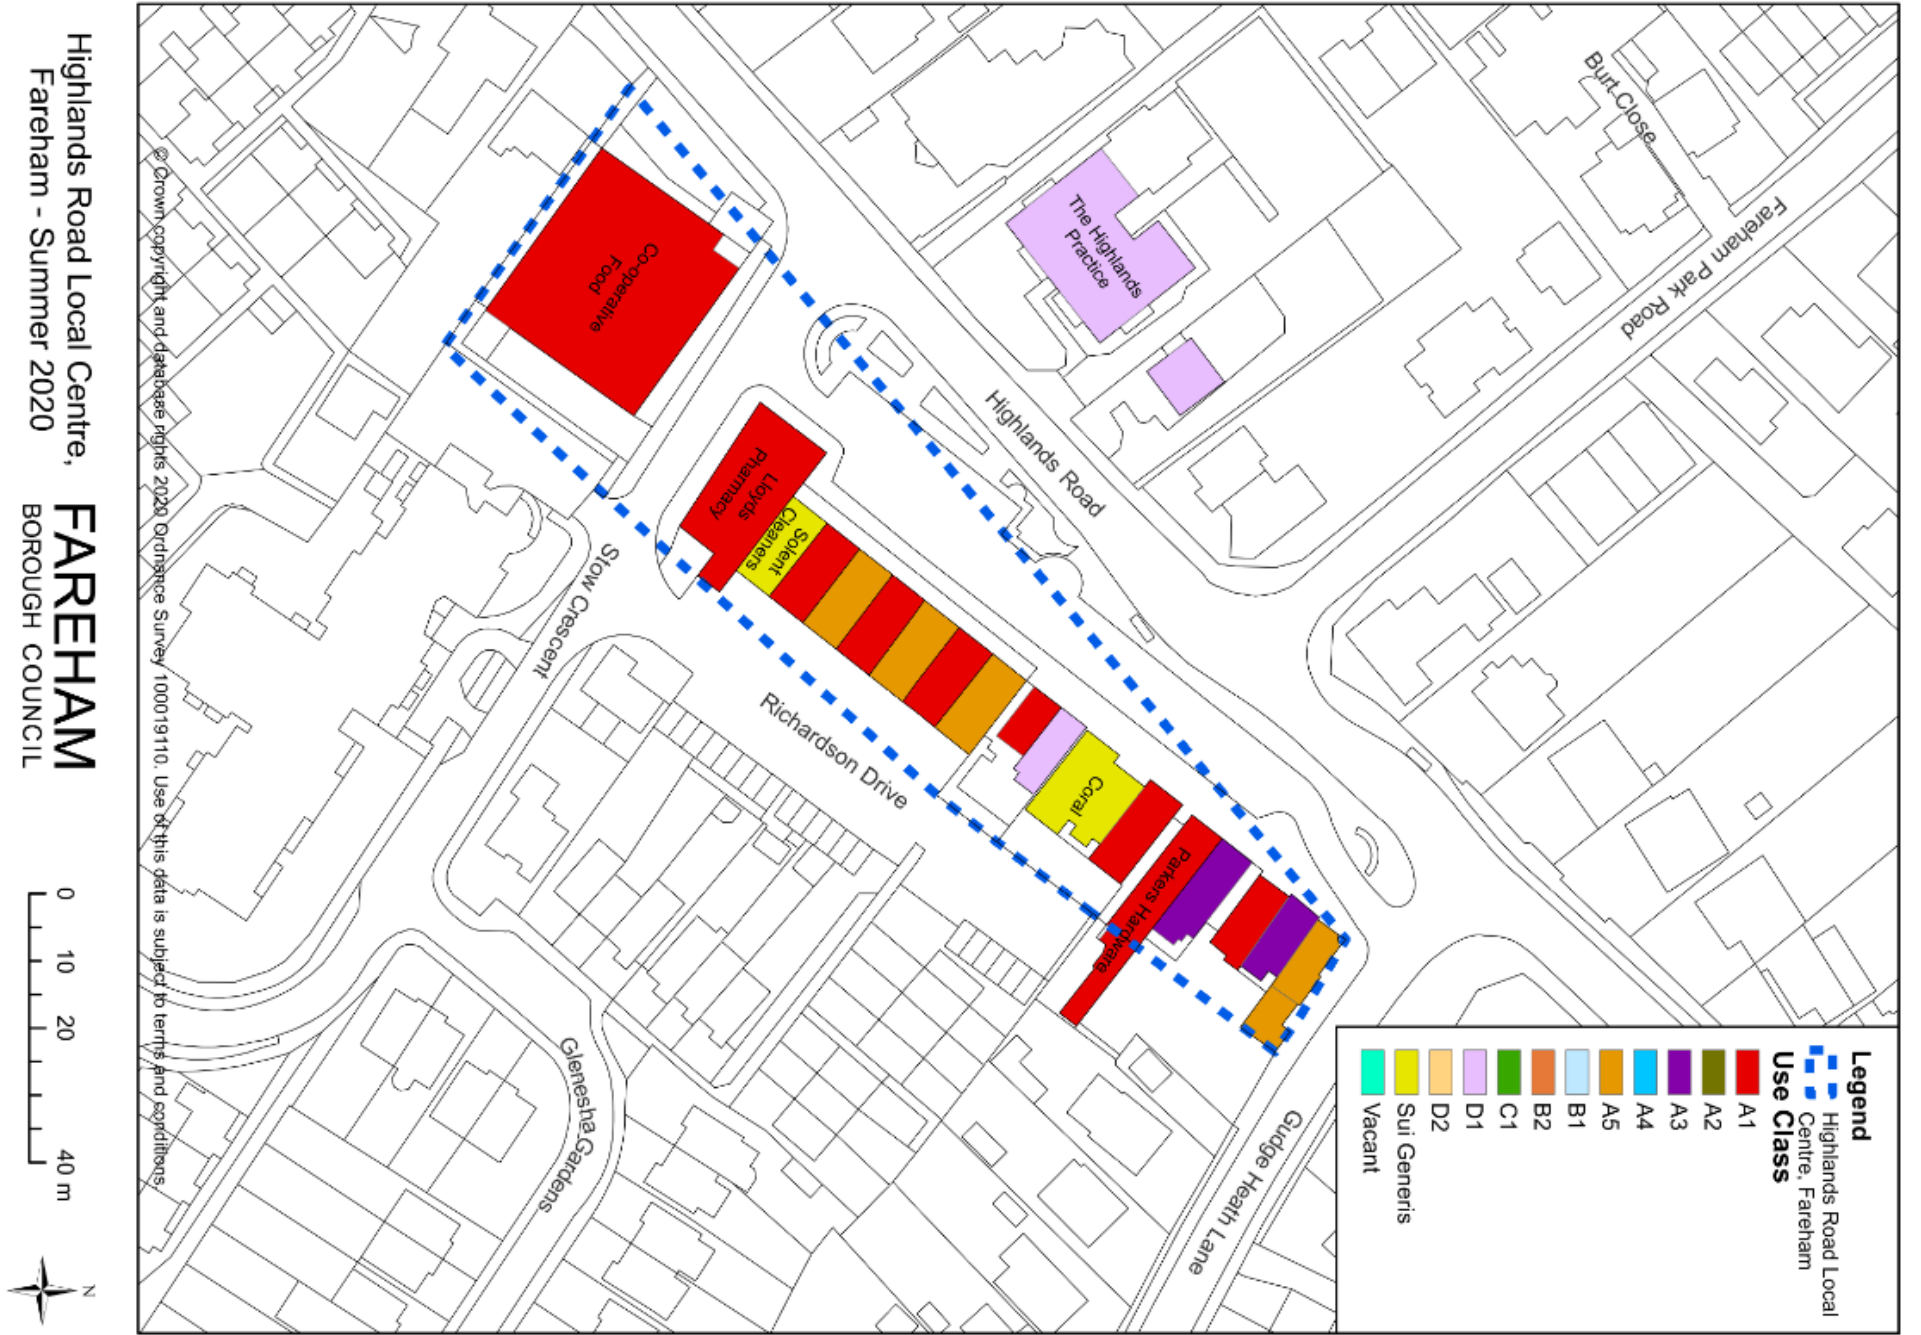 Highlands Road Local Centre,
Fareham - Summer 2020
FAREHAM
BOROUGH COUNCIL
0 10 20 40 m
N
© Crown copyright and database rights 2020 Ordnance Survey 100019110. Use of this data is subject to terms and conditions.
Legend
Highlands Road Local
Centre, Fareham
Use Class
A1
A2
A3
A4
A5
B1
B2
C1
D1
D2
Sui Generis
Vacant
Burt Close
Fareham Park Road
The Highlands
Practice
Highlands Road
Co-operative
Food
Lloyds
Pharmacy
Solent
Cleaners
Stow Crescent
Richardson Drive
Coral
Parkers Hardware
Gudge Heath Lane
Glenesha Gardens